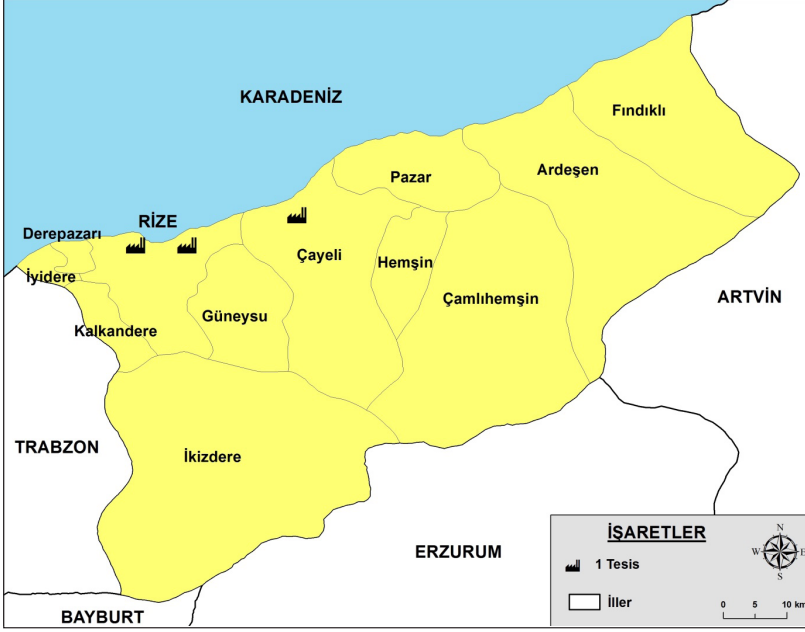 KARADENİZ
Fındıklı
Pazar
Ardeşen
RİZE
Derepazarı
Çayeli
Hemşin
İyidere
Çamlıhemşin
ARTVİN
Güneysu
Kalkandere
TRABZON
İkizdere
ERZURUM
BAYBURT
İŞARETLER
1 Tesis
İller
N
W E
S
0 5 10 km